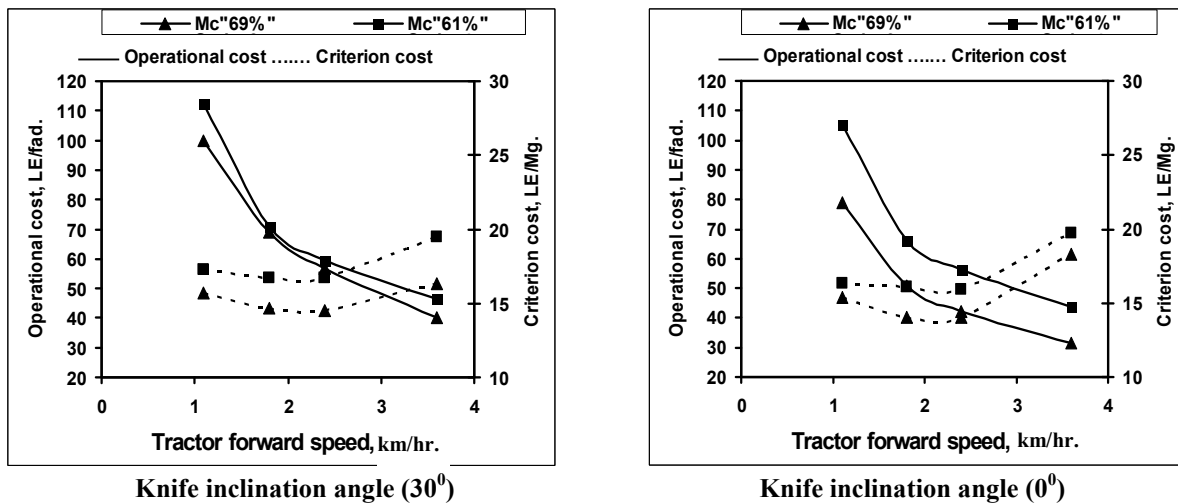 Mc"69%" Mc"61%"
Operational cost ....... Criterion cost
120
110
100
90
80
70
60
50
40
30
20
Operational cost, LE/fad.
30
25
20
15
10
Criterion cost, LE/Mg.
0 1 2 3 4
Tractor forward speed, km/hr.
Knife inclination angle (30⁰)
Mc"69%" Mc"61%"
Operational cost ....... Criterion cost
120
110
100
90
80
70
60
50
40
30
20
Operational cost, LE/fad.
30
25
20
15
10
Criterion cost, LE/Mg.
0 1 2 3 4
Tractor forward speed, km/hr.
Knife inclination angle (0⁰)